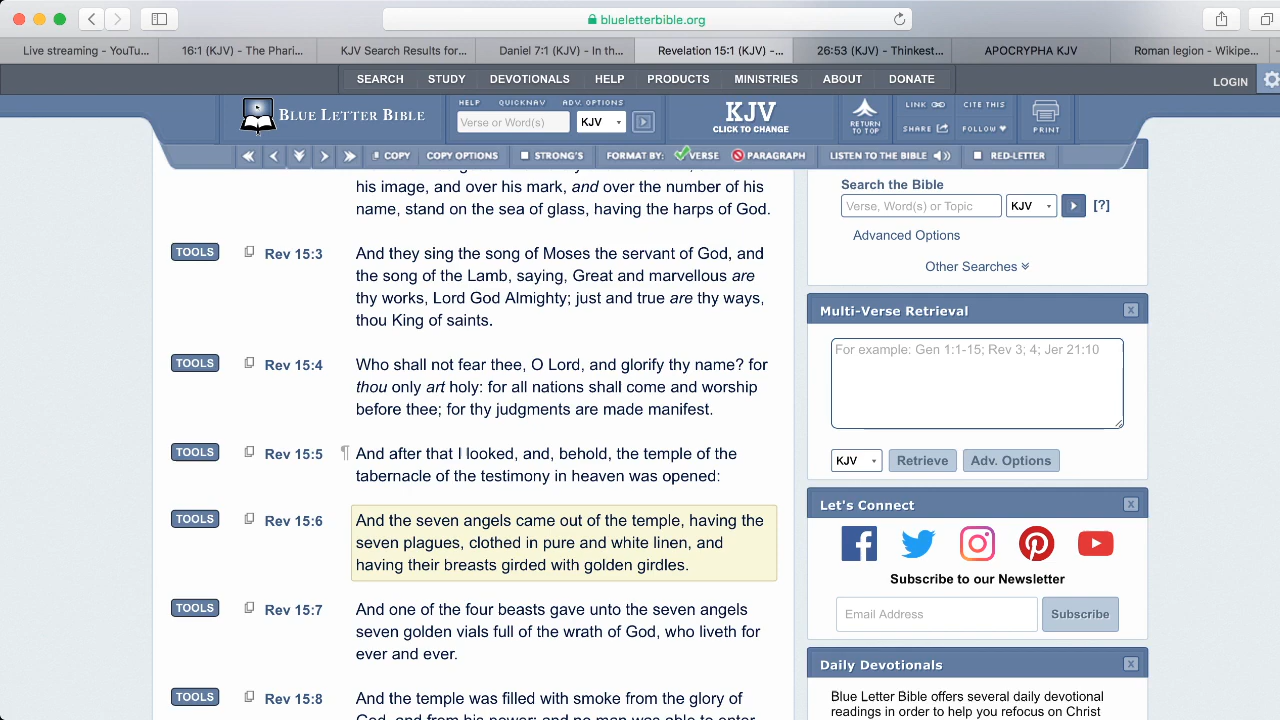 blueletterbible.org
Live streaming - YouTu...
16:1 (KJV) - The Phari...
KJV Search Results for...
Daniel 7:1 (KJV) - In th...
Revelation 15:1 (KJV) -...
26:53 (KJV) - Thinkest...
APOCRYPHA KJV
Roman legion - Wikipe...
SEARCH STUDY DEVOTIONALS HELP PRODUCTS MINISTRIES ABOUT DONATE
LOGIN
BLUE LETTER BIBLE
HELP QUICKNAV ADV. OPTIONS
Verse or Word(s) KJV
KJV
CLICK TO CHANGE
RETURN
TO TOP
LINK CITE THIS
SHARE FOLLOW
PRINT
COPY COPY OPTIONS STRONG'S FORMAT BY: VERSE PARAGRAPH LISTEN TO THE BIBLE RED-LETTER
his image, and over his mark, and over the number of his
name, stand on the sea of glass, having the harps of God.
TOOLS Rev 15:3 And they sing the song of Moses the servant of God, and
the song of the Lamb, saying, Great and marvellous are
thy works, Lord God Almighty; just and true are thy ways,
thou King of saints.
TOOLS Rev 15:4 Who shall not fear thee, O Lord, and glorify thy name? for
thou only art holy: for all nations shall come and worship
before thee; for thy judgments are made manifest.
TOOLS Rev 15:5 ¶ And after that I looked, and, behold, the temple of the
tabernacle of the testimony in heaven was opened:
TOOLS Rev 15:6 And the seven angels came out of the temple, having the
seven plagues, clothed in pure and white linen, and
having their breasts girded with golden girdles.
TOOLS Rev 15:7 And one of the four beasts gave unto the seven angels
seven golden vials full of the wrath of God, who liveth for
ever and ever.
TOOLS Rev 15:8 And the temple was filled with smoke from the glory of
God, and from his power; and no man was able to enter
Search the Bible
Verse, Word(s) or Topic KJV [?]
Advanced Options
Other Searches
Multi-Verse Retrieval x
For example: Gen 1:1-15; Rev 3; 4; Jer 21:10
KJV Retrieve Adv. Options
Let's Connect x
Subscribe to our Newsletter
Email Address Subscribe
Daily Devotionals x
Blue Letter Bible offers several daily devotional
readings in order to help you refocus on Christ